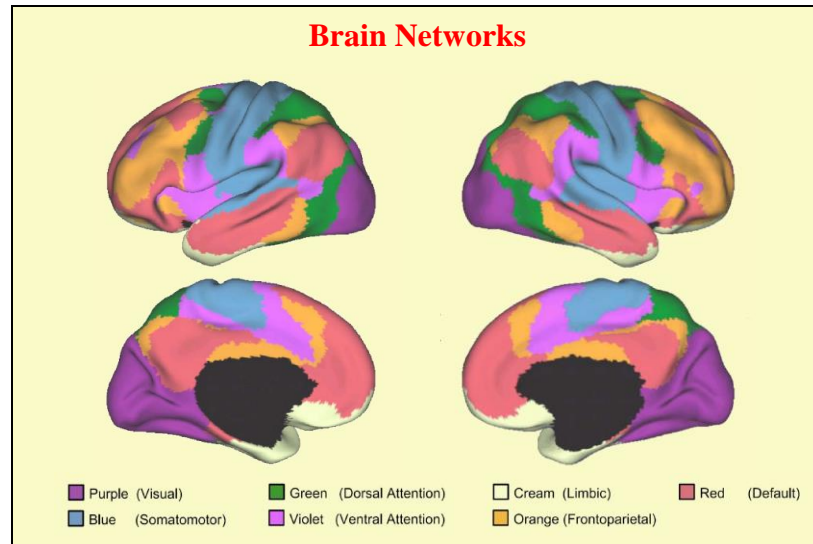 Brain Networks
Purple (Visual) Green (Dorsal Attention) Cream (Limbic) Red (Default)
Blue (Somatomotor) Violet (Ventral Attention) Orange (Frontoparietal)